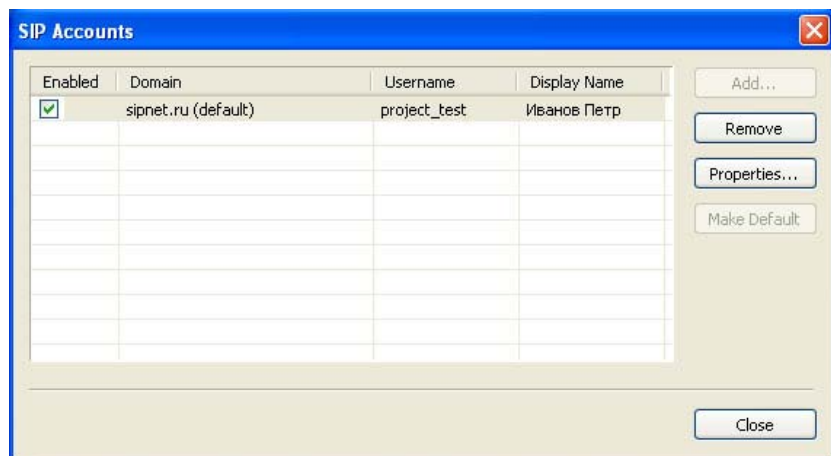 SIP Accounts
Enabled Domain Username Display Name
sipnet.ru (default) project_test Иванов Петр
Add...
Remove
Properties...
Make Default
Close